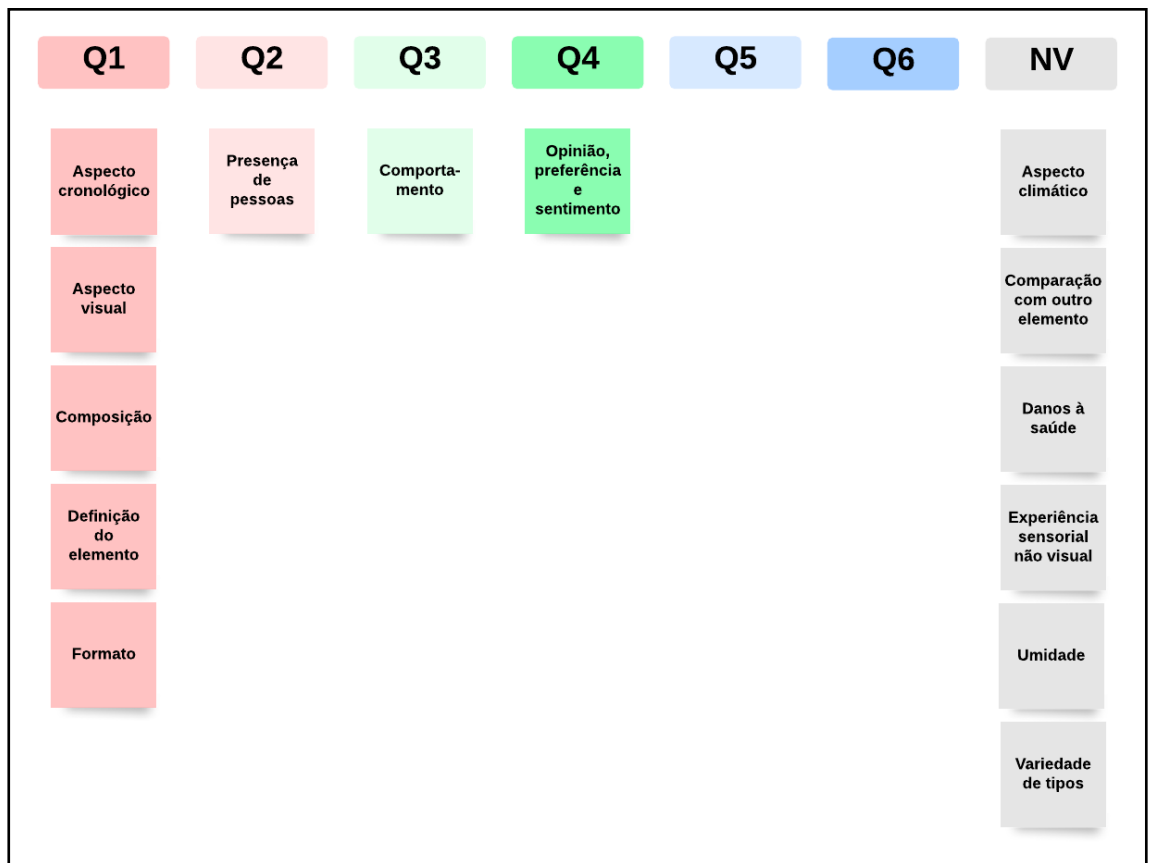 Q1
Q2
Q3
Q4
Q5
Q6
NV
Aspecto
cronológico
Presença
de
pessoas
Comporta-
mento
Opinião,
preferência
e
sentimento
Aspecto
climático
Aspecto
visual
Comparação
com outro
elemento
Composição
Danos à
saúde
Definição
do
elemento
Experiência
sensorial
não visual
Formato
Umidade
Variedade
de tipos